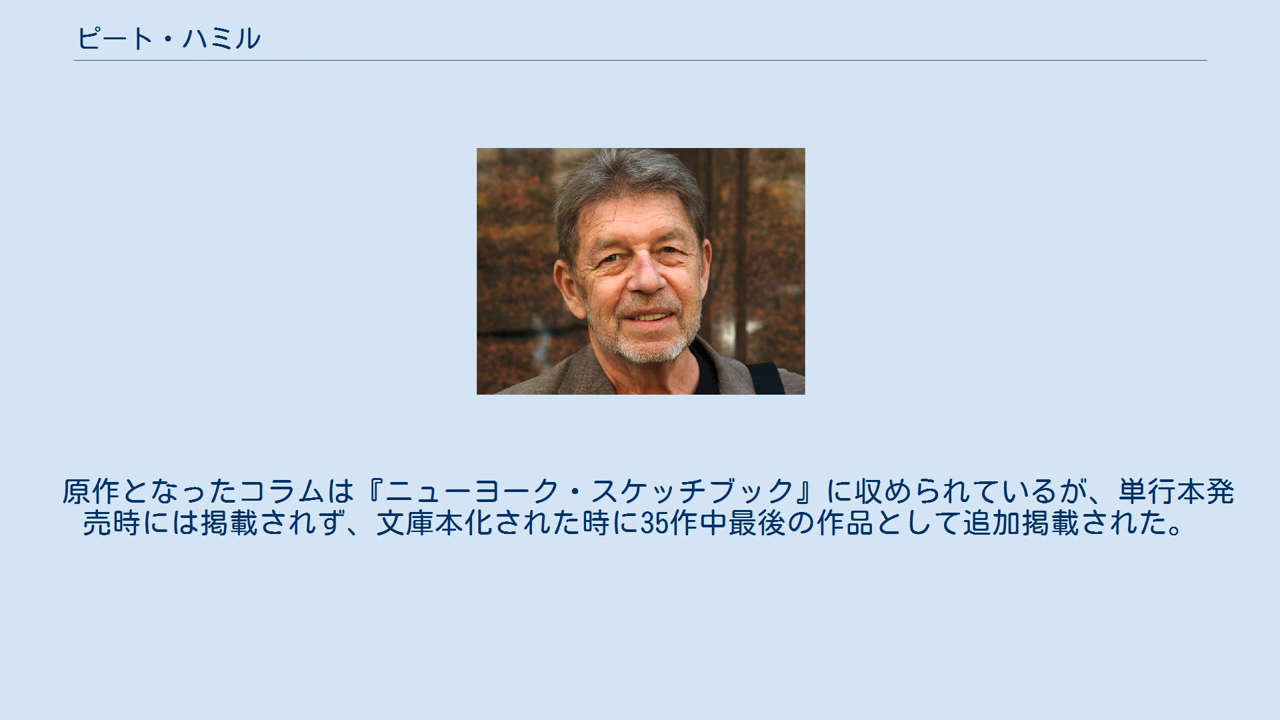 ピート・ハミル
原作となったコラムは『ニューヨーク・スケッチブック』に収められているが、単行本発
売時には掲載されず、文庫本化された時に35作中最後の作品として追加掲載された。